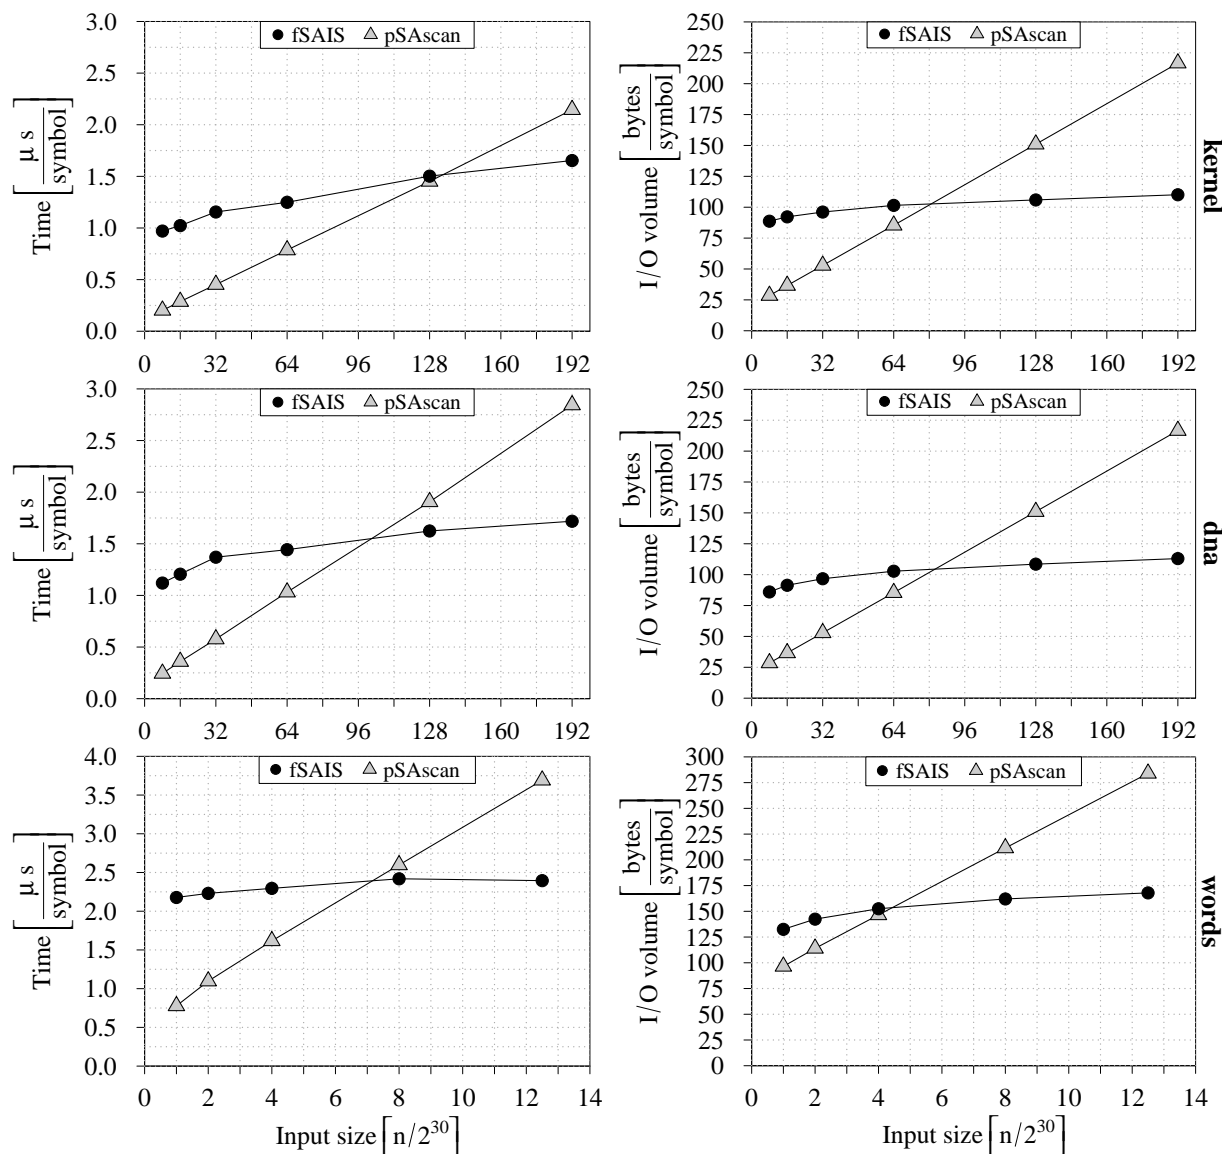 fSAIS pSAscan
3.0
2.5
2.0
1.5
1.0
0.5
0.0
Time [μ s / symbol]
0 32 64 96 128 160 192
fSAIS pSAscan
250
225
200
175
150
125
100
75
50
25
0
I/O volume [bytes / symbol]
0 32 64 96 128 160 192
kernel
fSAIS pSAscan
3.0
2.5
2.0
1.5
1.0
0.5
0.0
Time [μ s / symbol]
0 32 64 96 128 160 192
fSAIS pSAscan
250
225
200
175
150
125
100
75
50
25
0
I/O volume [bytes / symbol]
0 32 64 96 128 160 192
dna
fSAIS pSAscan
4.0
3.5
3.0
2.5
2.0
1.5
1.0
0.5
0.0
Time [μ s / symbol]
0 2 4 6 8 10 12 14
Input size [n/2^30]
fSAIS pSAscan
300
275
250
225
200
175
150
125
100
75
50
25
0
I/O volume [bytes / symbol]
0 2 4 6 8 10 12 14
Input size [n/2^30]
words